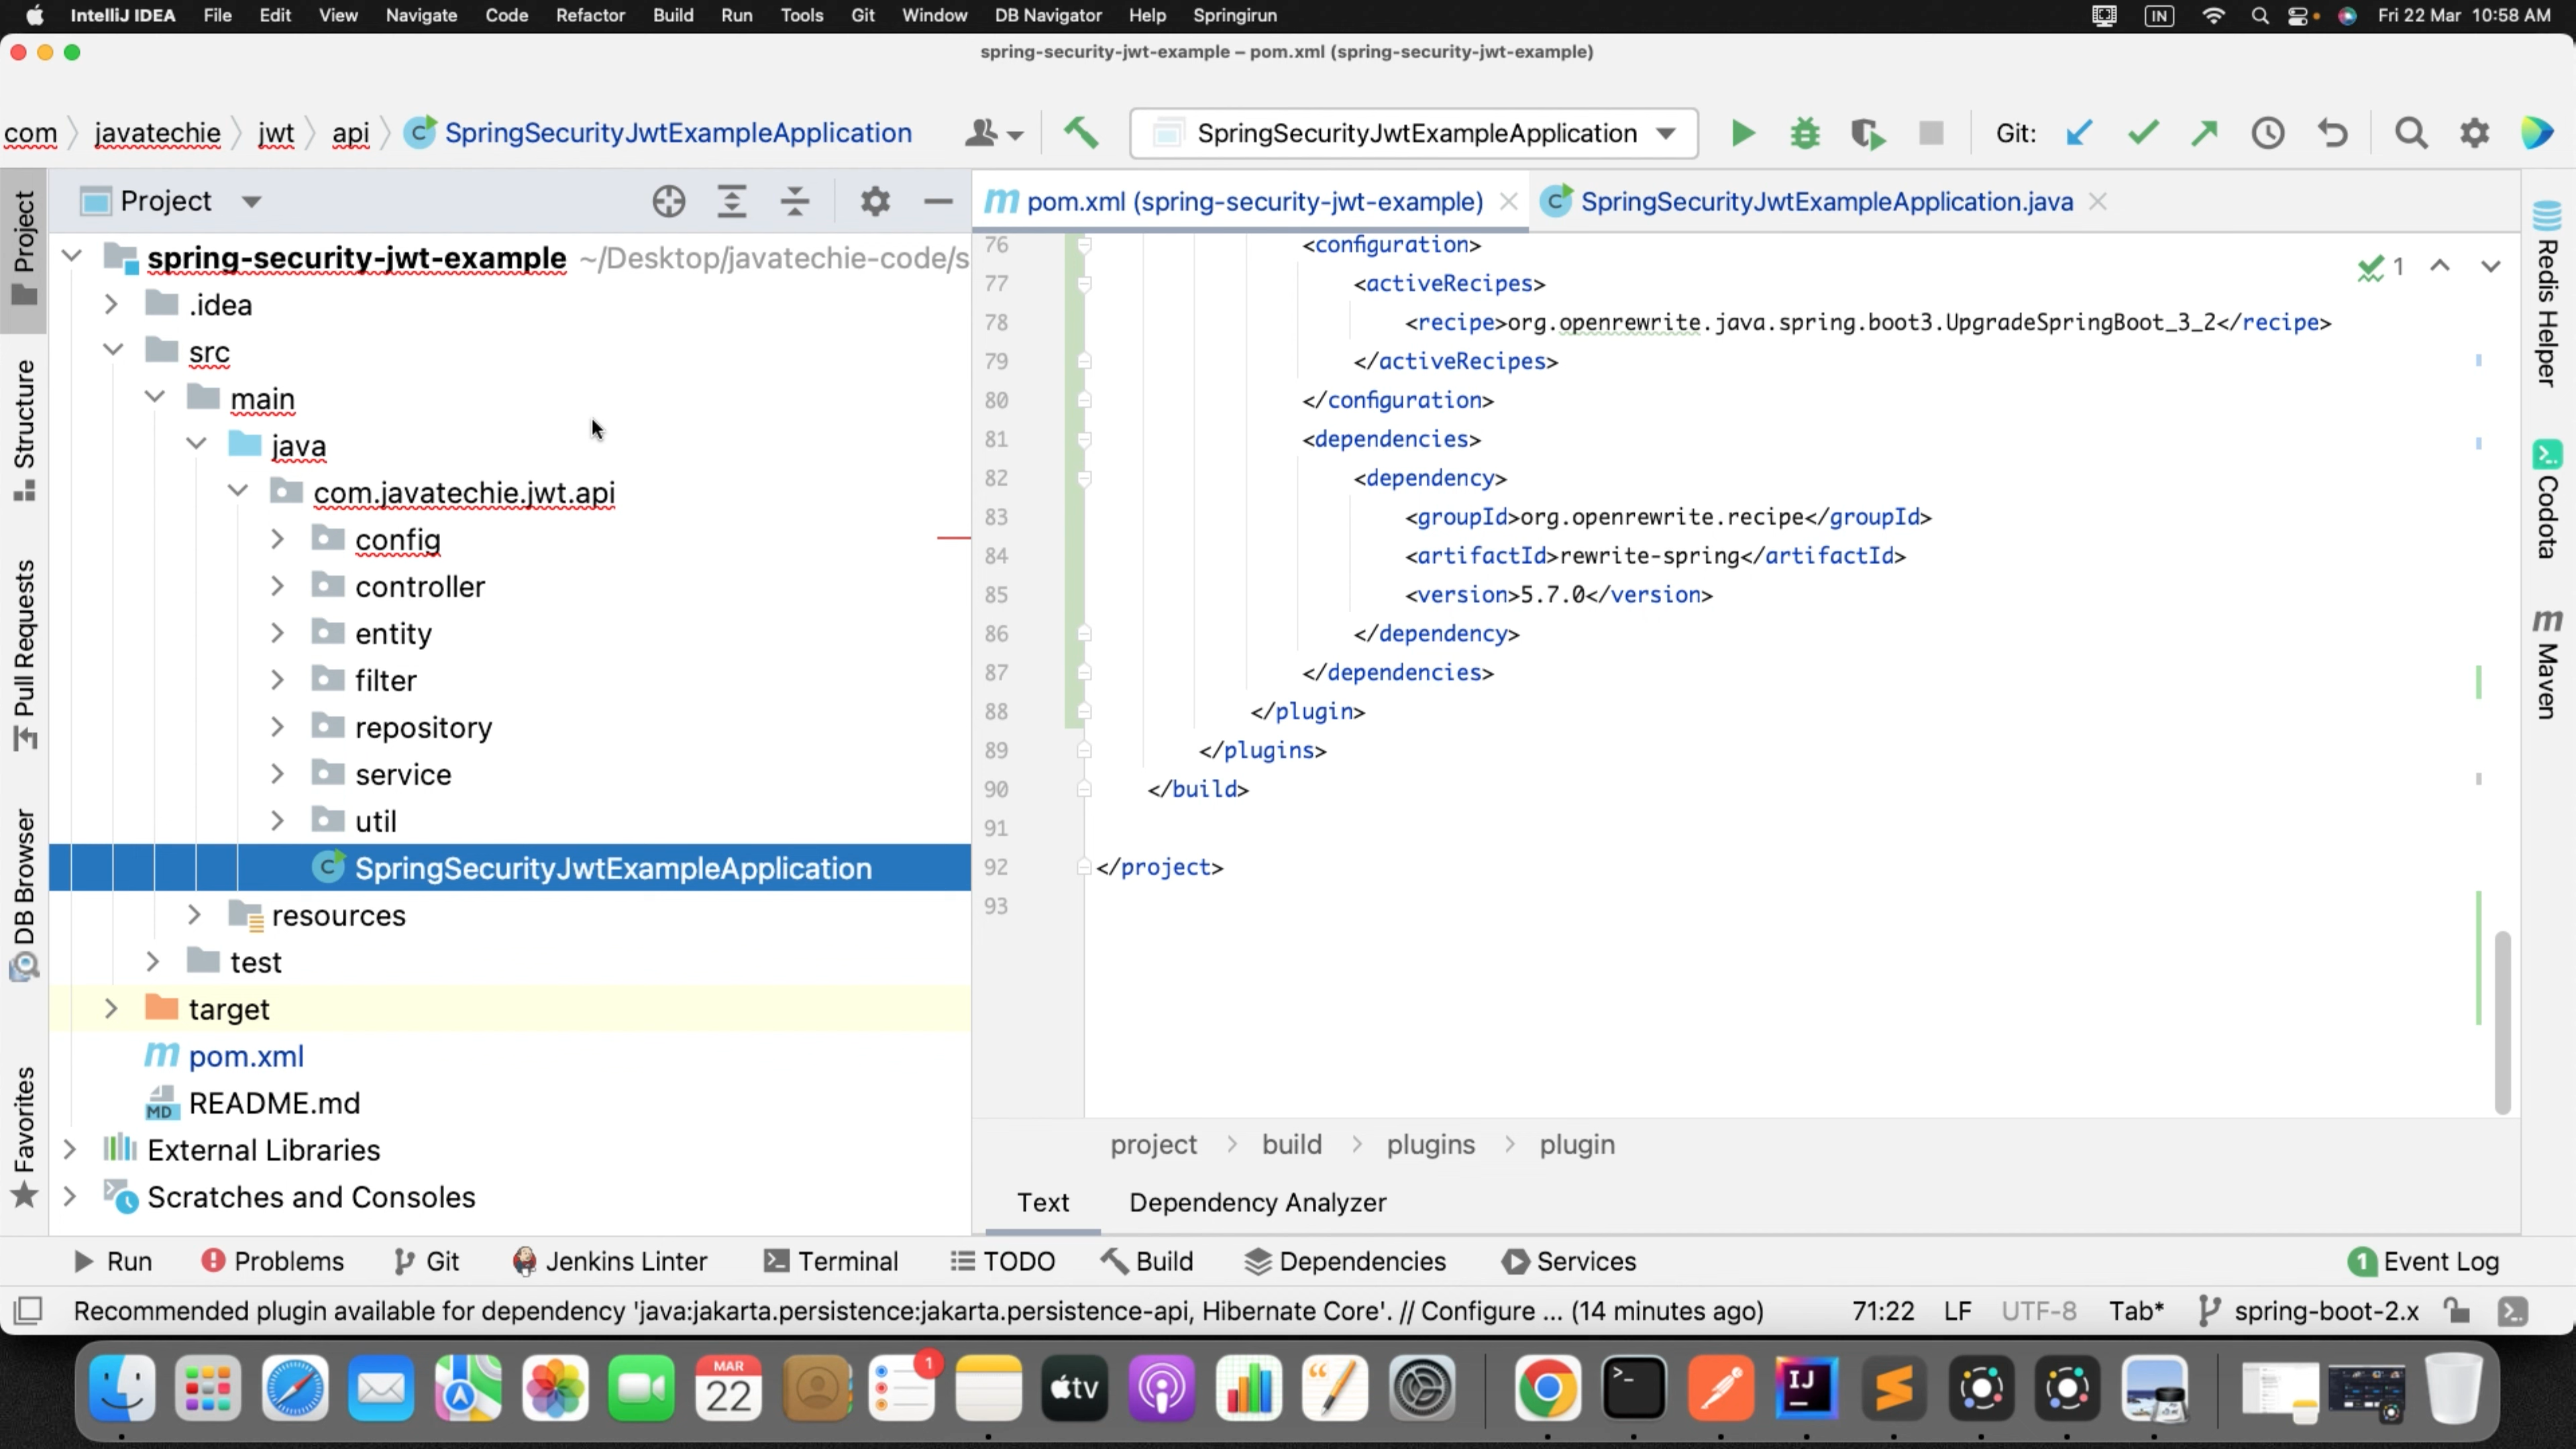 IntelliJ IDEA File Edit View Navigate Code Refactor Build Run Tools Git Window DB Navigator Help Springirun IN Fri 22 Mar 10:58 AM
spring-security-jwt-example – pom.xml (spring-security-jwt-example)
com javatechie jwt api SpringSecurityJwtExampleApplication SpringSecurityJwtExampleApplication Git:
Project
Structure
Pull Requests
DB Browser
Favorites
Project
spring-security-jwt-example ~/Desktop/javatechie-code/s
.idea
src
main
java
com.javatechie.jwt.api
config
controller
entity
filter
repository
service
util
SpringSecurityJwtExampleApplication
resources
test
target
pom.xml
MD README.md
External Libraries
Scratches and Consoles
pom.xml (spring-security-jwt-example) SpringSecurityJwtExampleApplication.java
1
76 <configuration>
77 <activeRecipes>
78 <recipe>org.openrewrite.java.spring.boot3.UpgradeSpringBoot_3_2</recipe>
79 </activeRecipes>
80 </configuration>
81 <dependencies>
82 <dependency>
83 <groupId>org.openrewrite.recipe</groupId>
84 <artifactId>rewrite-spring</artifactId>
85 <version>5.7.0</version>
86 </dependency>
87 </dependencies>
88 </plugin>
89 </plugins>
90 </build>
91
92 </project>
93
project > build > plugins > plugin
Text Dependency Analyzer
Redis Helper
Codota
Maven
Run Problems Git Jenkins Linter Terminal TODO Build Dependencies Services 1 Event Log
Recommended plugin available for dependency 'java:jakarta.persistence:jakarta.persistence-api, Hibernate Core'. // Configure ... (14 minutes ago) 71:22 LF UTF-8 Tab* spring-boot-2.x
MAR
22
1
tv
IJ